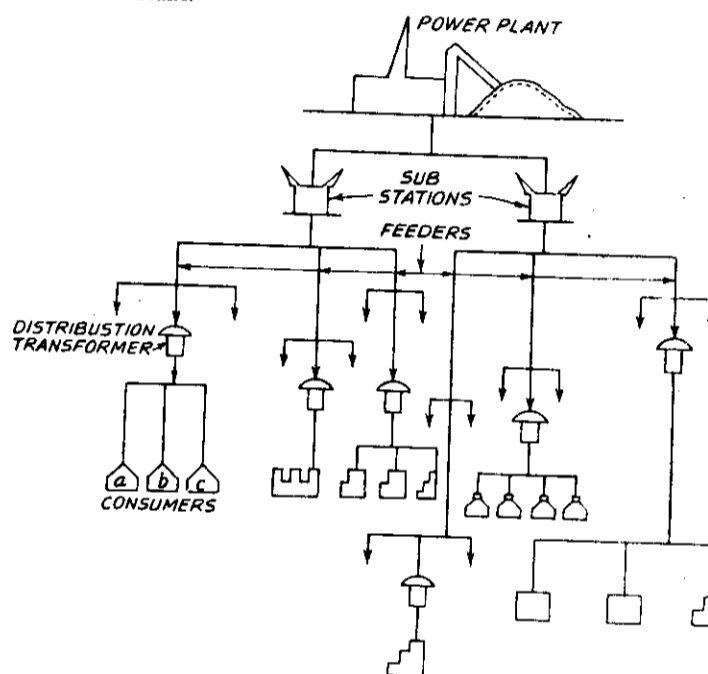 POWER PLANT
SUB
STATIONS
FEEDERS
DISTRIBUSTION
TRANSFORMER
a b c
CONSUMERS